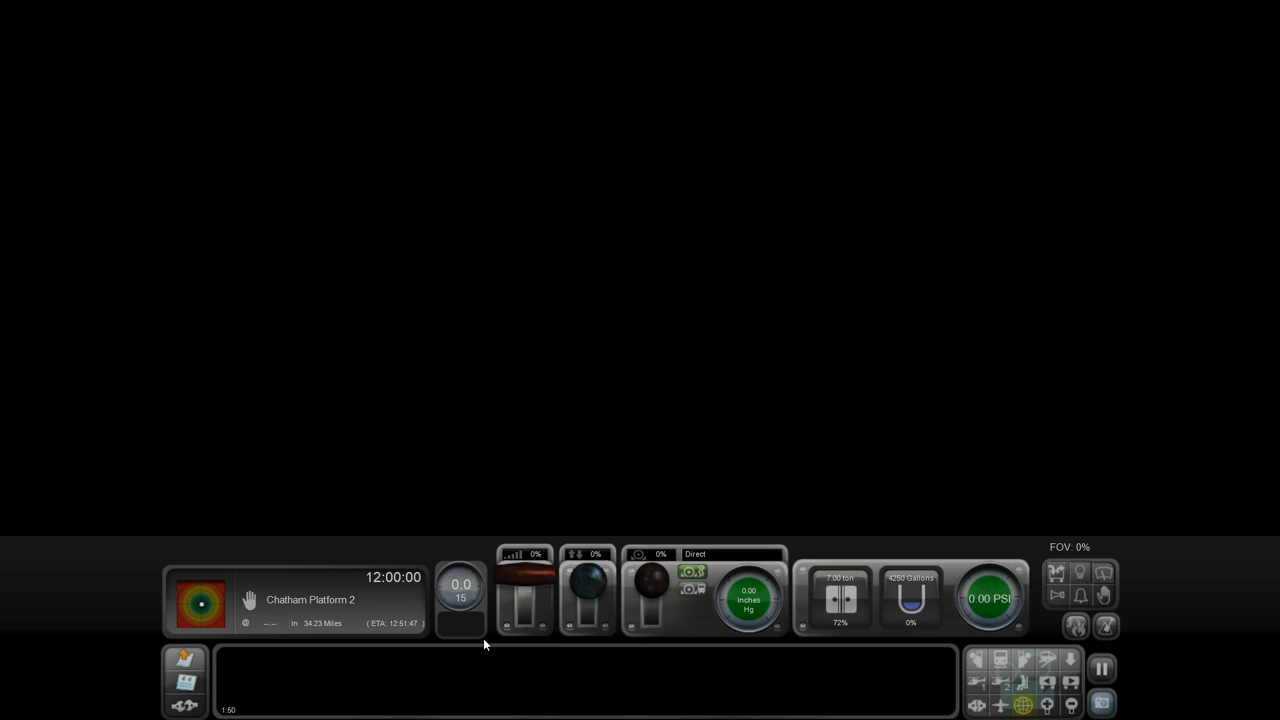 FOV: 0%
0% 0% 0% Direct
12:00:00
Chatham Platform 2
@ --:-- in 34.23 Miles ( ETA: 12:51:47 )
0.0
15
0.00
Inches
Hg
7.00 ton
72%
4250 Gallons
0%
0.00 PSI
1:50
1
2